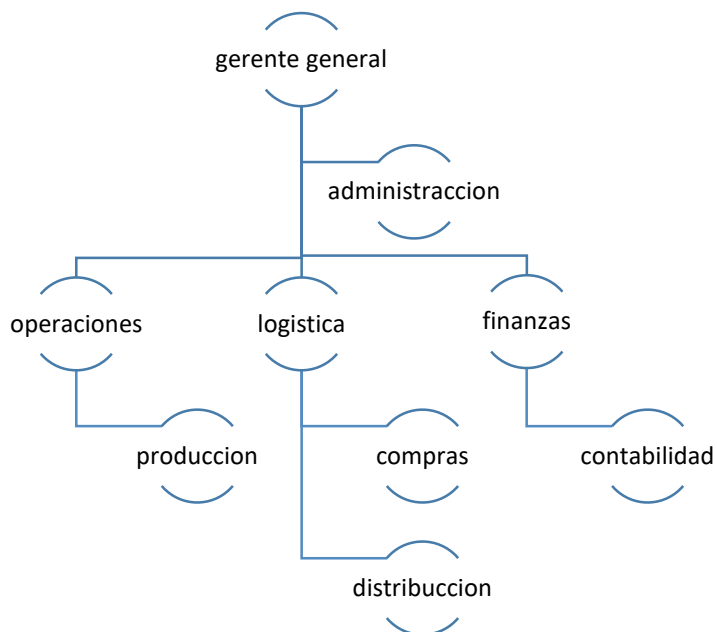 gerente general
administraccion
operaciones
logistica
finanzas
produccion
compras
contabilidad
distribuccion